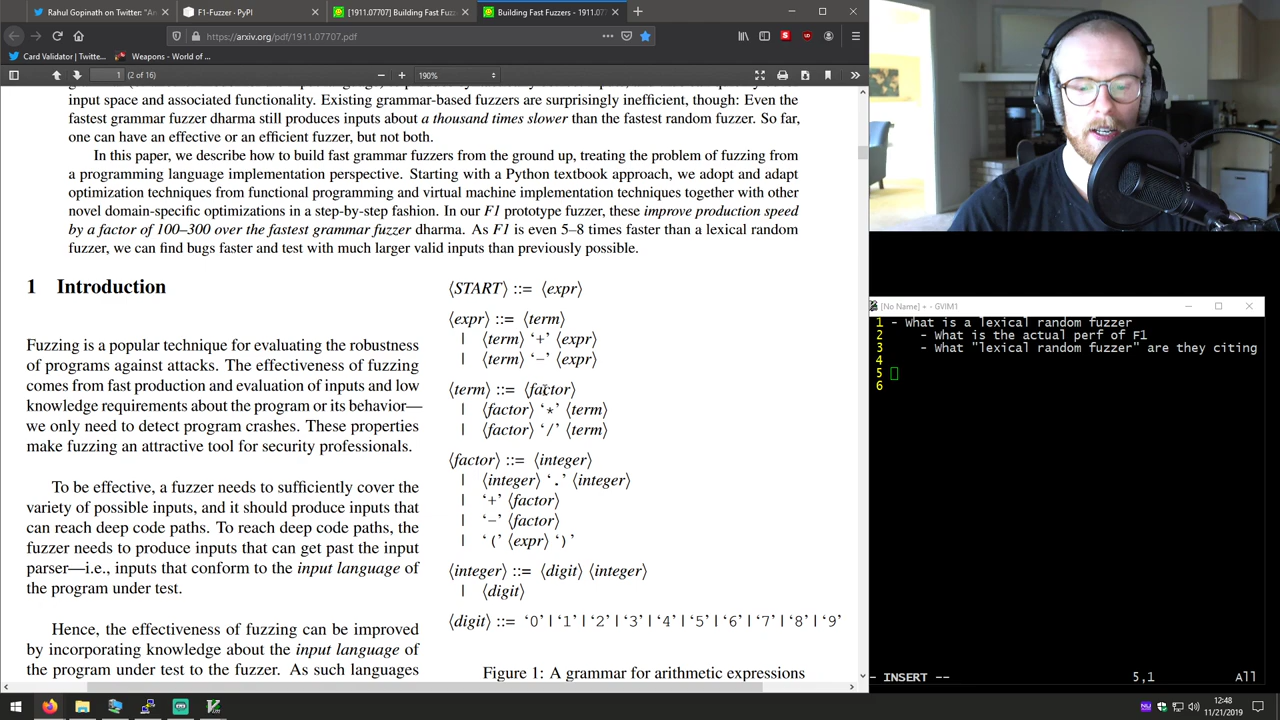 Rahul Gopinath on Twitter: "Ar
F1-Fuzzer · PyPI
[1911.07707] Building Fast Fuz
Building Fast Fuzzers - 1911.077
https://arxiv.org/pdf/1911.07707.pdf
Card Validator | Twitte...
Weapons - World of ...
1
(2 of 16)
190%
input space and associated functionality. Existing grammar-based fuzzers are surprisingly inefficient, though: Even the
fastest grammar fuzzer dharma still produces inputs about a thousand times slower than the fastest random fuzzer. So far,
one can have an effective or an efficient fuzzer, but not both.
In this paper, we describe how to build fast grammar fuzzers from the ground up, treating the problem of fuzzing from
a programming language implementation perspective. Starting with a Python textbook approach, we adopt and adapt
optimization techniques from functional programming and virtual machine implementation techniques together with other
novel domain-specific optimizations in a step-by-step fashion. In our F1 prototype fuzzer, these improve production speed
by a factor of 100–300 over the fastest grammar fuzzer dharma. As F1 is even 5–8 times faster than a lexical random
fuzzer, we can find bugs faster and test with much larger valid inputs than previously possible.
1 Introduction
Fuzzing is a popular technique for evaluating the robustness
of programs against attacks. The effectiveness of fuzzing
comes from fast production and evaluation of inputs and low
knowledge requirements about the program or its behavior—
we only need to detect program crashes. These properties
make fuzzing an attractive tool for security professionals.
To be effective, a fuzzer needs to sufficiently cover the
variety of possible inputs, and it should produce inputs that
can reach deep code paths. To reach deep code paths, the
fuzzer needs to produce inputs that can get past the input
parser—i.e., inputs that conform to the input language of
the program under test.
Hence, the effectiveness of fuzzing can be improved
by incorporating knowledge about the input language of
the program under test to the fuzzer. As such languages
⟨START⟩ ::= ⟨expr⟩
⟨expr⟩ ::= ⟨term⟩
| ⟨term⟩ ‘+’ ⟨expr⟩
| ⟨term⟩ ‘−’ ⟨expr⟩
⟨term⟩ ::= ⟨factor⟩
| ⟨factor⟩ ‘*’ ⟨term⟩
| ⟨factor⟩ ‘/’ ⟨term⟩
⟨factor⟩ ::= ⟨integer⟩
| ⟨integer⟩ ‘.’ ⟨integer⟩
| ‘+’ ⟨factor⟩
| ‘−’ ⟨factor⟩
| ‘(’ ⟨expr⟩ ‘)’
⟨integer⟩ ::= ⟨digit⟩ ⟨integer⟩
| ⟨digit⟩
⟨digit⟩ ::= ‘0’ | ‘1’ | ‘2’ | ‘3’ | ‘4’ | ‘5’ | ‘6’ | ‘7’ | ‘8’ | ‘9’
Figure 1: A grammar for arithmetic expressions
[No Name] + - GVIM1
1 - What is a lexical random fuzzer
2 - What is the actual perf of F1
3 - What "lexical random fuzzer" are they citing
4
5
6
- INSERT --
5,1
All
12:48
11/21/2019